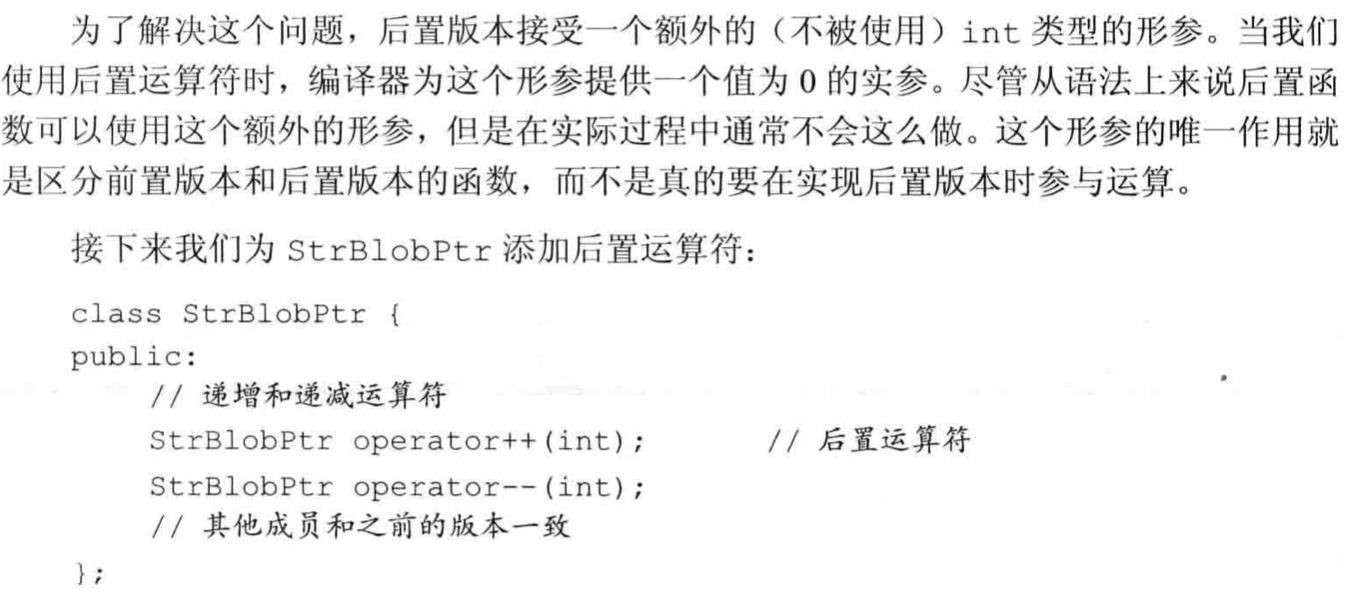 为了解决这个问题，后置版本接受一个额外的（不被使用）int 类型的形参。当我们
使用后置运算符时，编译器为这个形参提供一个值为 0 的实参。尽管从语法上来说后置函
数可以使用这个额外的形参，但是在实际过程中通常不会这么做。这个形参的唯一作用就
是区分前置版本和后置版本的函数，而不是真的要在实现后置版本时参与运算。
接下来我们为 StrBlobPtr 添加后置运算符：
class StrBlobPtr {
public:
// 递增和递减运算符
StrBlobPtr operator++(int); // 后置运算符
StrBlobPtr operator--(int);
// 其他成员和之前的版本一致
};